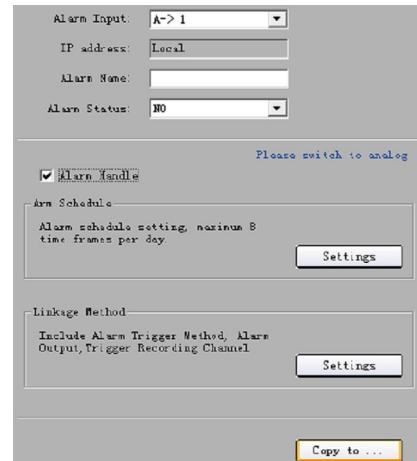 Alarm Input: A-> 1
IP address: Local
Alarm Name:
Alarm Status: NO
Please switch to analog
Alarm Handle
Arm Schedule
Alarm schedule setting, maximum 8
time frames per day.
Settings
Linkage Method
Include Alarm Trigger Method, Alarm
Output,Trigger Recording Channel
Settings
Copy to ...